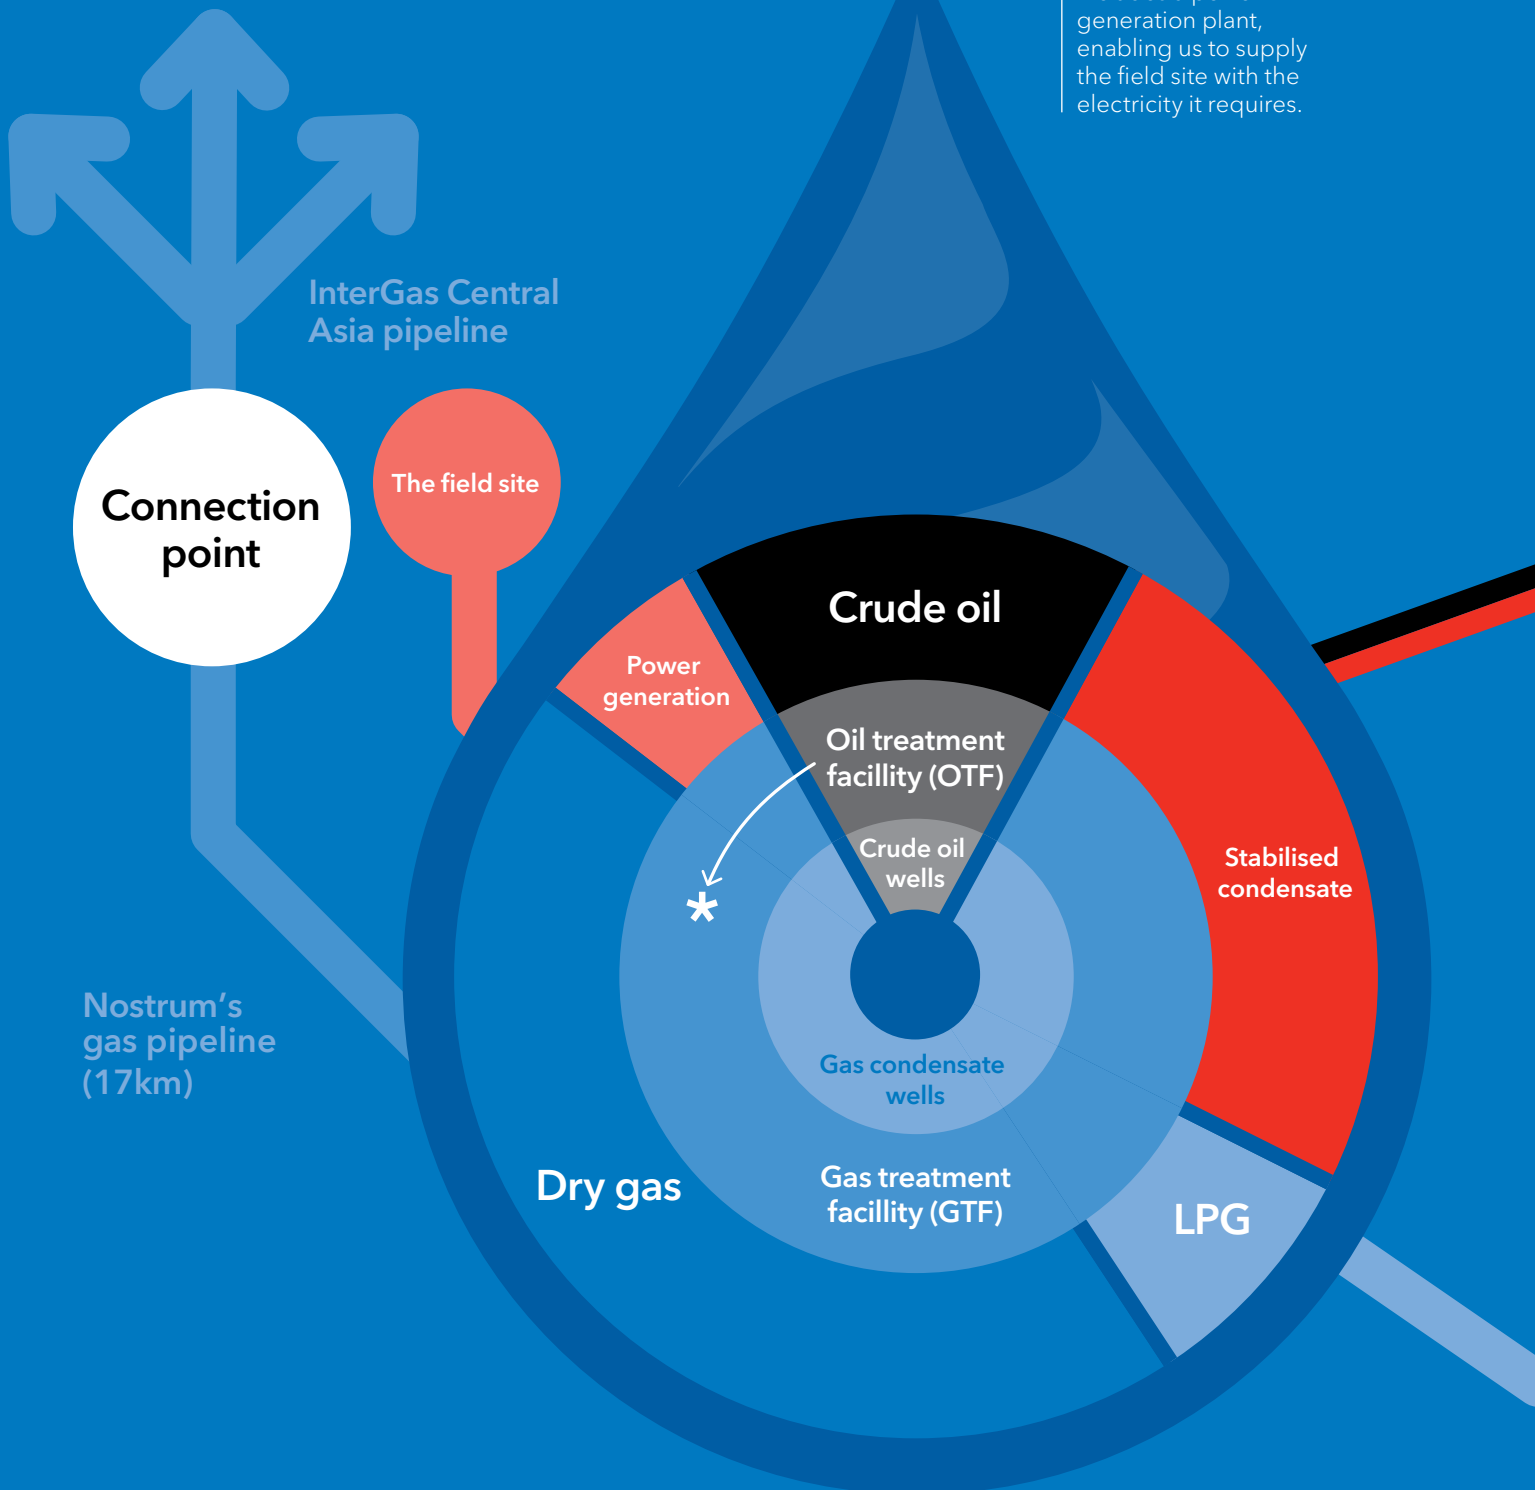 generation plant,
enabling us to supply
the field site with the
electricity it requires.
InterGas Central
Asia pipeline
Connection
point
The field site
Crude oil
Power
generation
Oil treatment
facillity (OTF)
Crude oil
wells
*
Stabilised
condensate
Nostrum’s
gas pipeline
(17km)
Gas condensate
wells
Gas treatment
facillity (GTF)
Dry gas
LPG